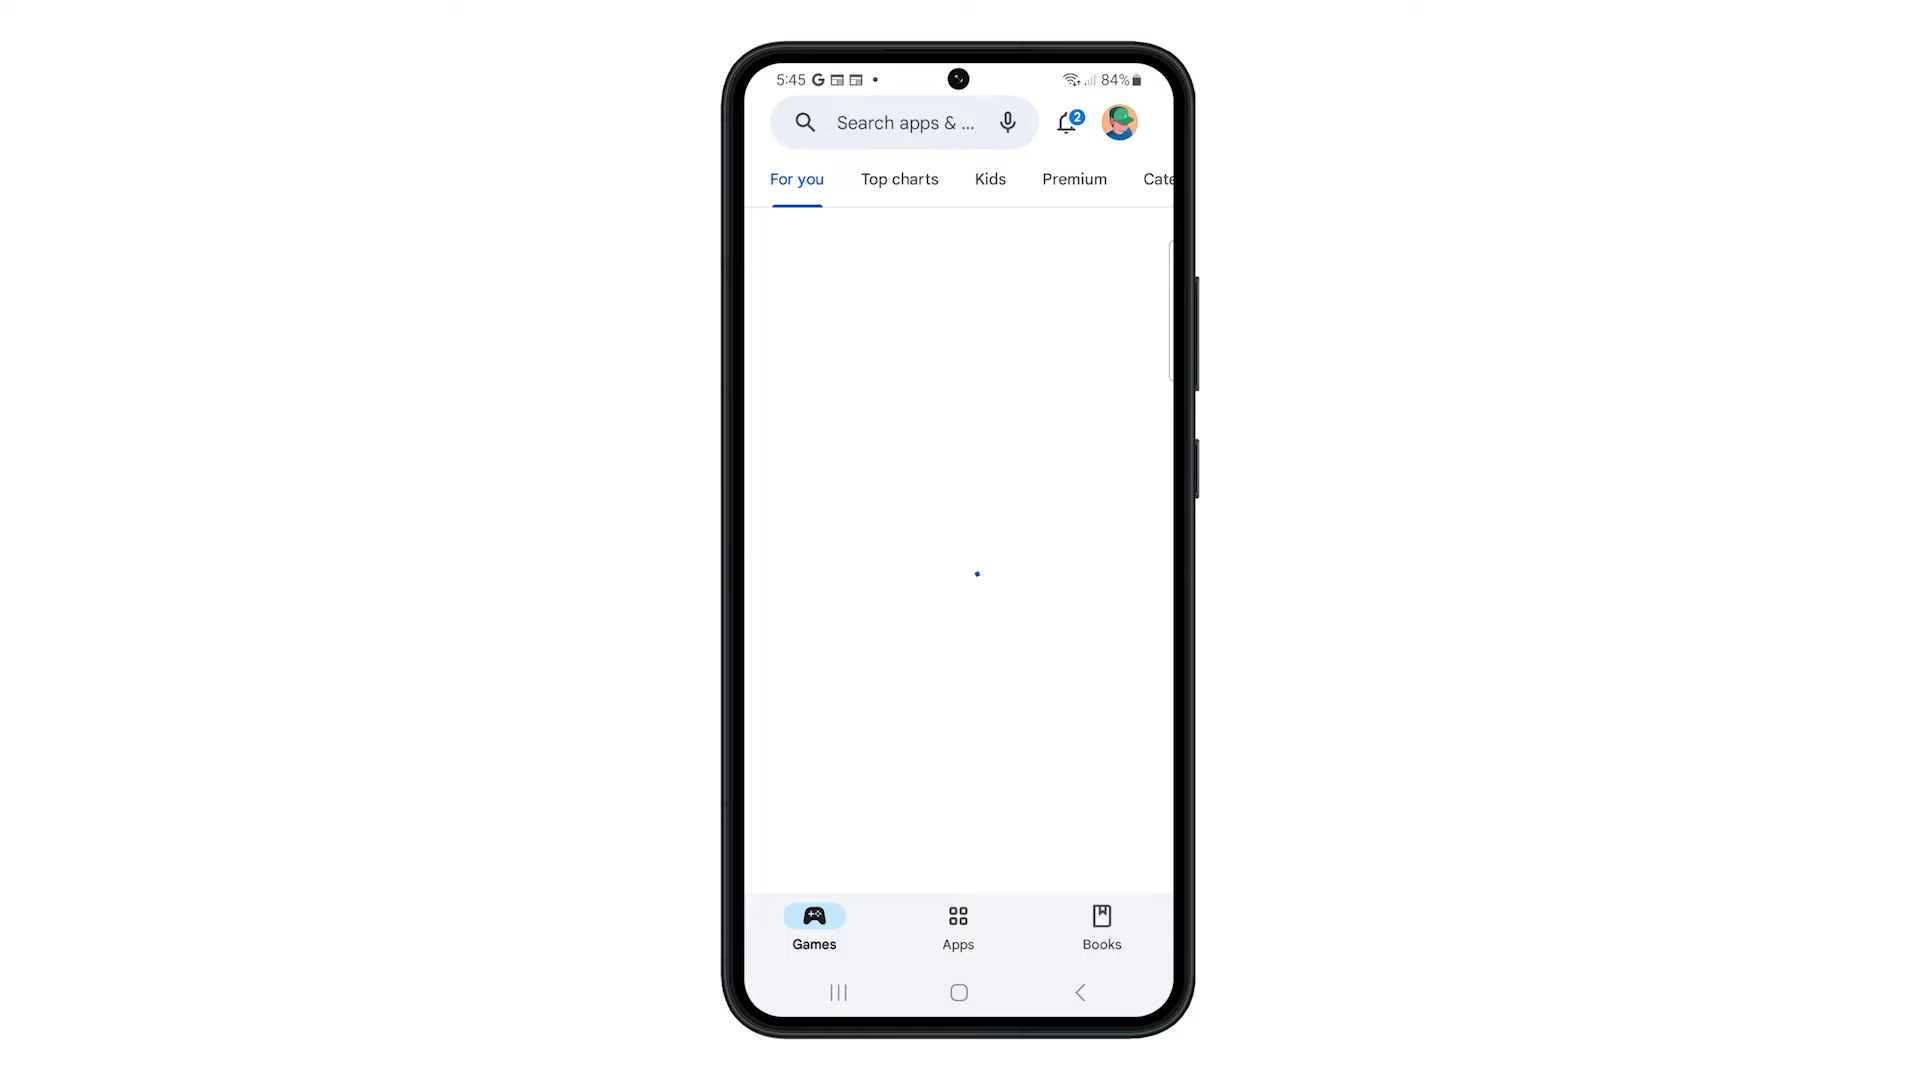 5:45 G 84%
Search apps & ...
2
For you Top charts Kids Premium Cate
Games Apps Books